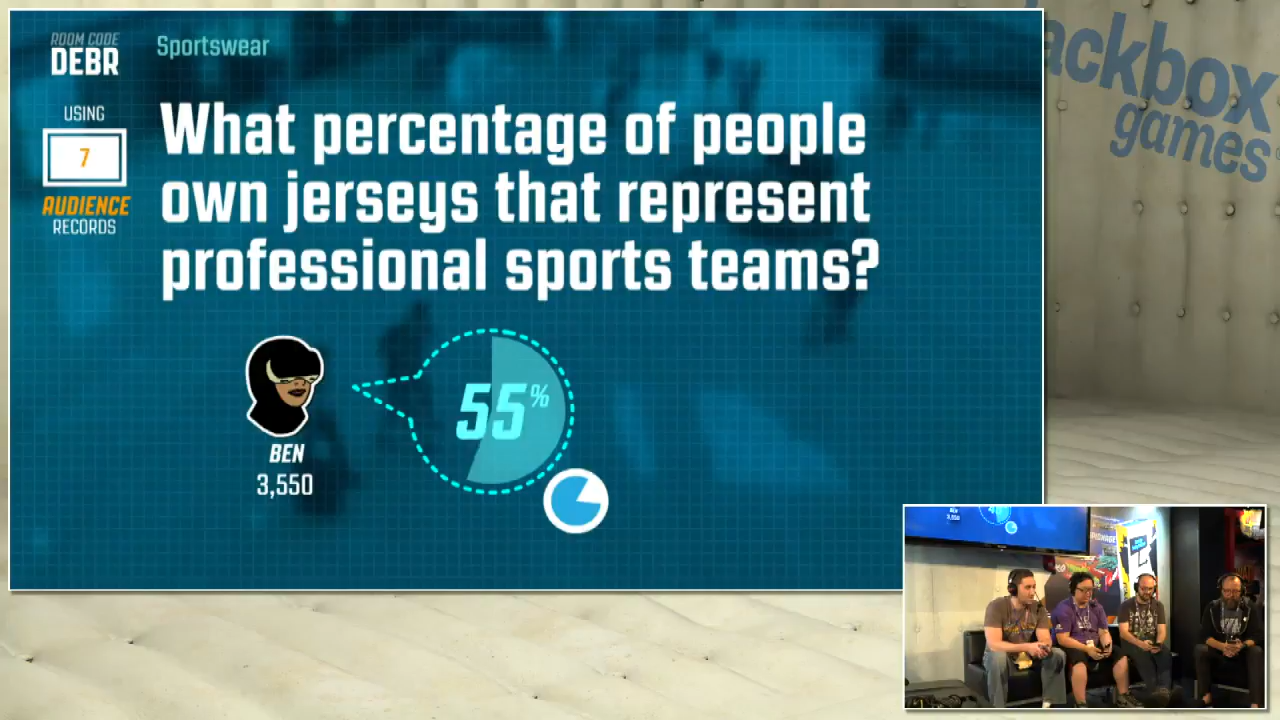 ROOM CODE
DEBR
Sportswear
USING
7
AUDIENCE
RECORDS
What percentage of people
own jerseys that represent
professional sports teams?
55%
BEN
3,550
ackbox
games